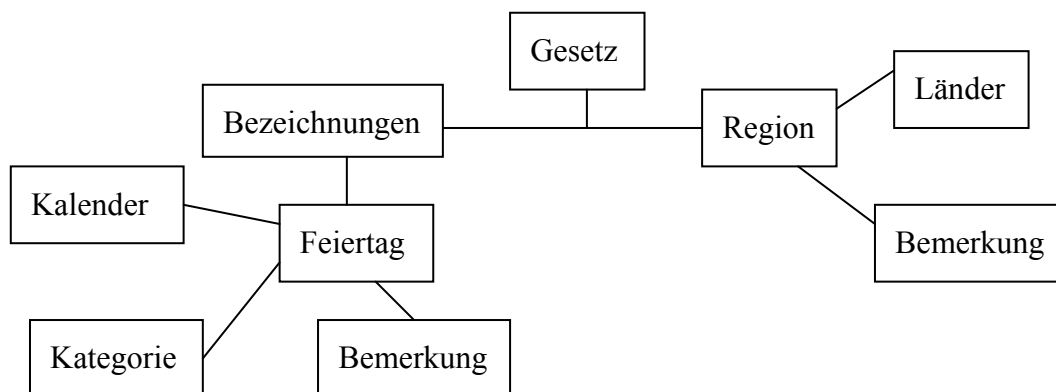 Gesetz
Länder
Bezeichnungen
Region
Kalender
Feiertag
Bemerkung
Kategorie
Bemerkung